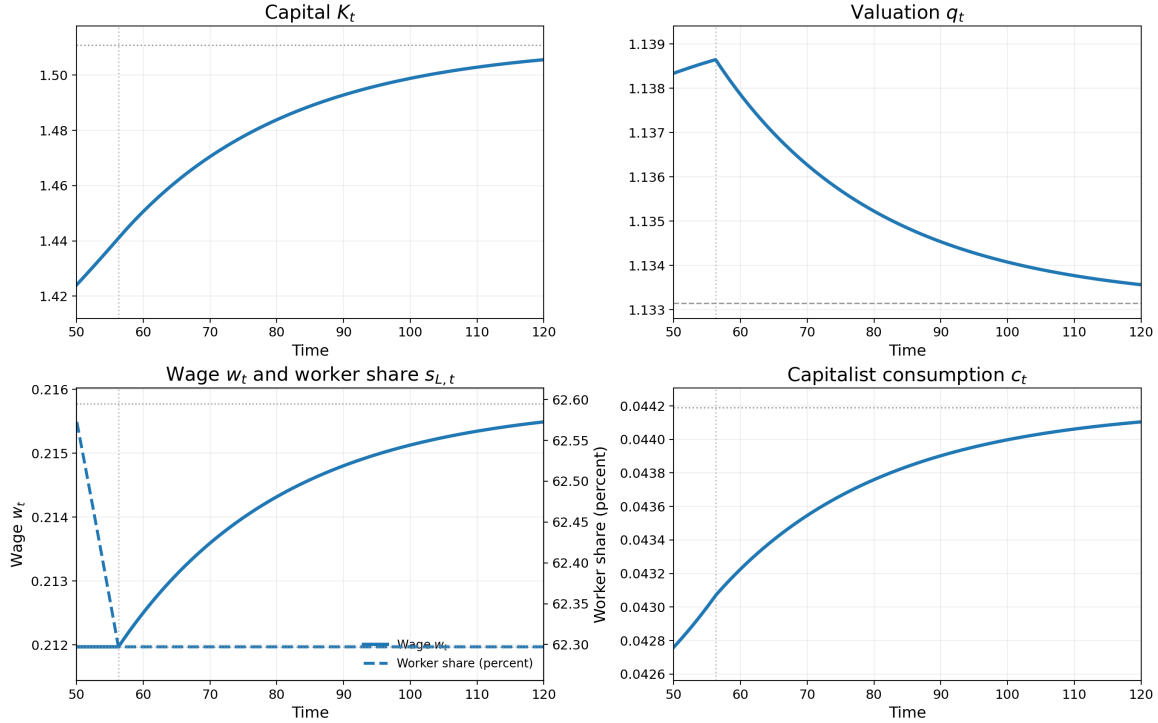 Capital K_t
1.50
1.48
1.46
1.44
1.42
50 60 70 80 90 100 110 120
Time
Valuation q_t
1.139
1.138
1.137
1.136
1.135
1.134
1.133
50 60 70 80 90 100 110 120
Time
Wage w_t and worker share s_{L,t}
Wage w_t
0.216
0.215
0.214
0.213
0.212
62.60
62.55
62.50
62.45
62.40
62.35
62.30
Worker share (percent)
Wage w_t
Worker share (percent)
50 60 70 80 90 100 110 120
Time
Capitalist consumption c_t
0.0442
0.0440
0.0438
0.0436
0.0434
0.0432
0.0430
0.0428
0.0426
50 60 70 80 90 100 110 120
Time